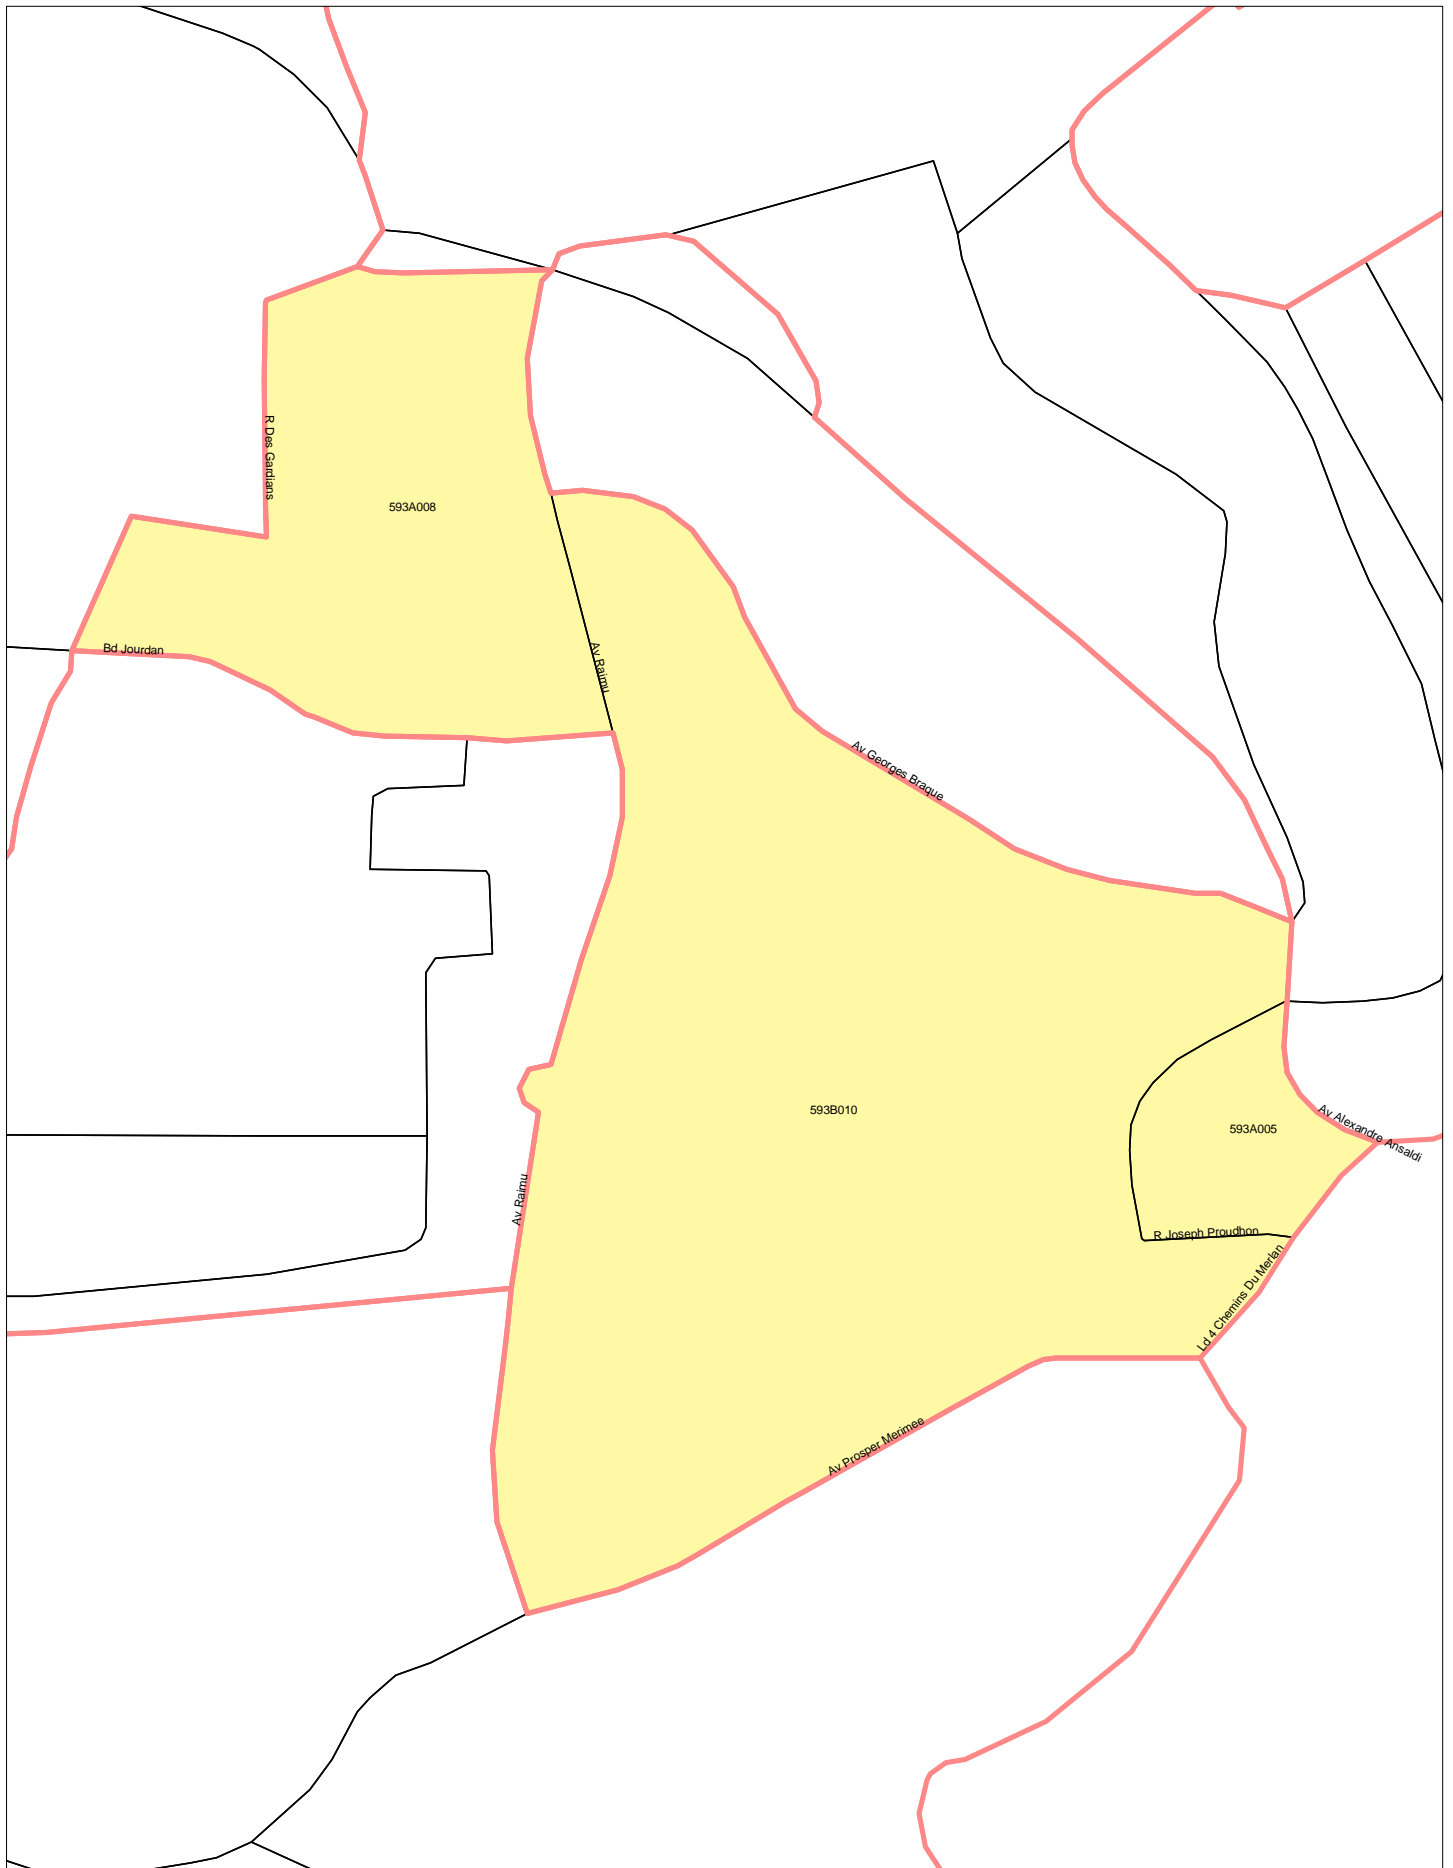 R Des Gardians
593A008
Bd Jourdan
Av Raimu
Av Georges Braque
593B010
593A005
Av Alexandre Ansaldi
Av Raimu
R Joseph Proudhon
Ld 4 Chemins Du Merlan
Av Prosper Merimee